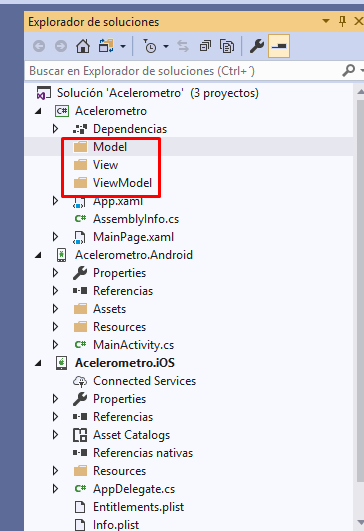 Explorador de soluciones
Buscar en Explorador de soluciones (Ctrl+´)
Solución 'Acelerometro' (3 proyectos)
C# Acelerometro
Dependencias
Model
View
ViewModel
App.xaml
C# AssemblyInfo.cs
MainPage.xaml
Acelerometro.Android
Properties
Referencias
Assets
Resources
C# MainActivity.cs
Acelerometro.iOS
Connected Services
Properties
Referencias
Asset Catalogs
Referencias nativas
Resources
C# AppDelegate.cs
Entitlements.plist
Info.plist